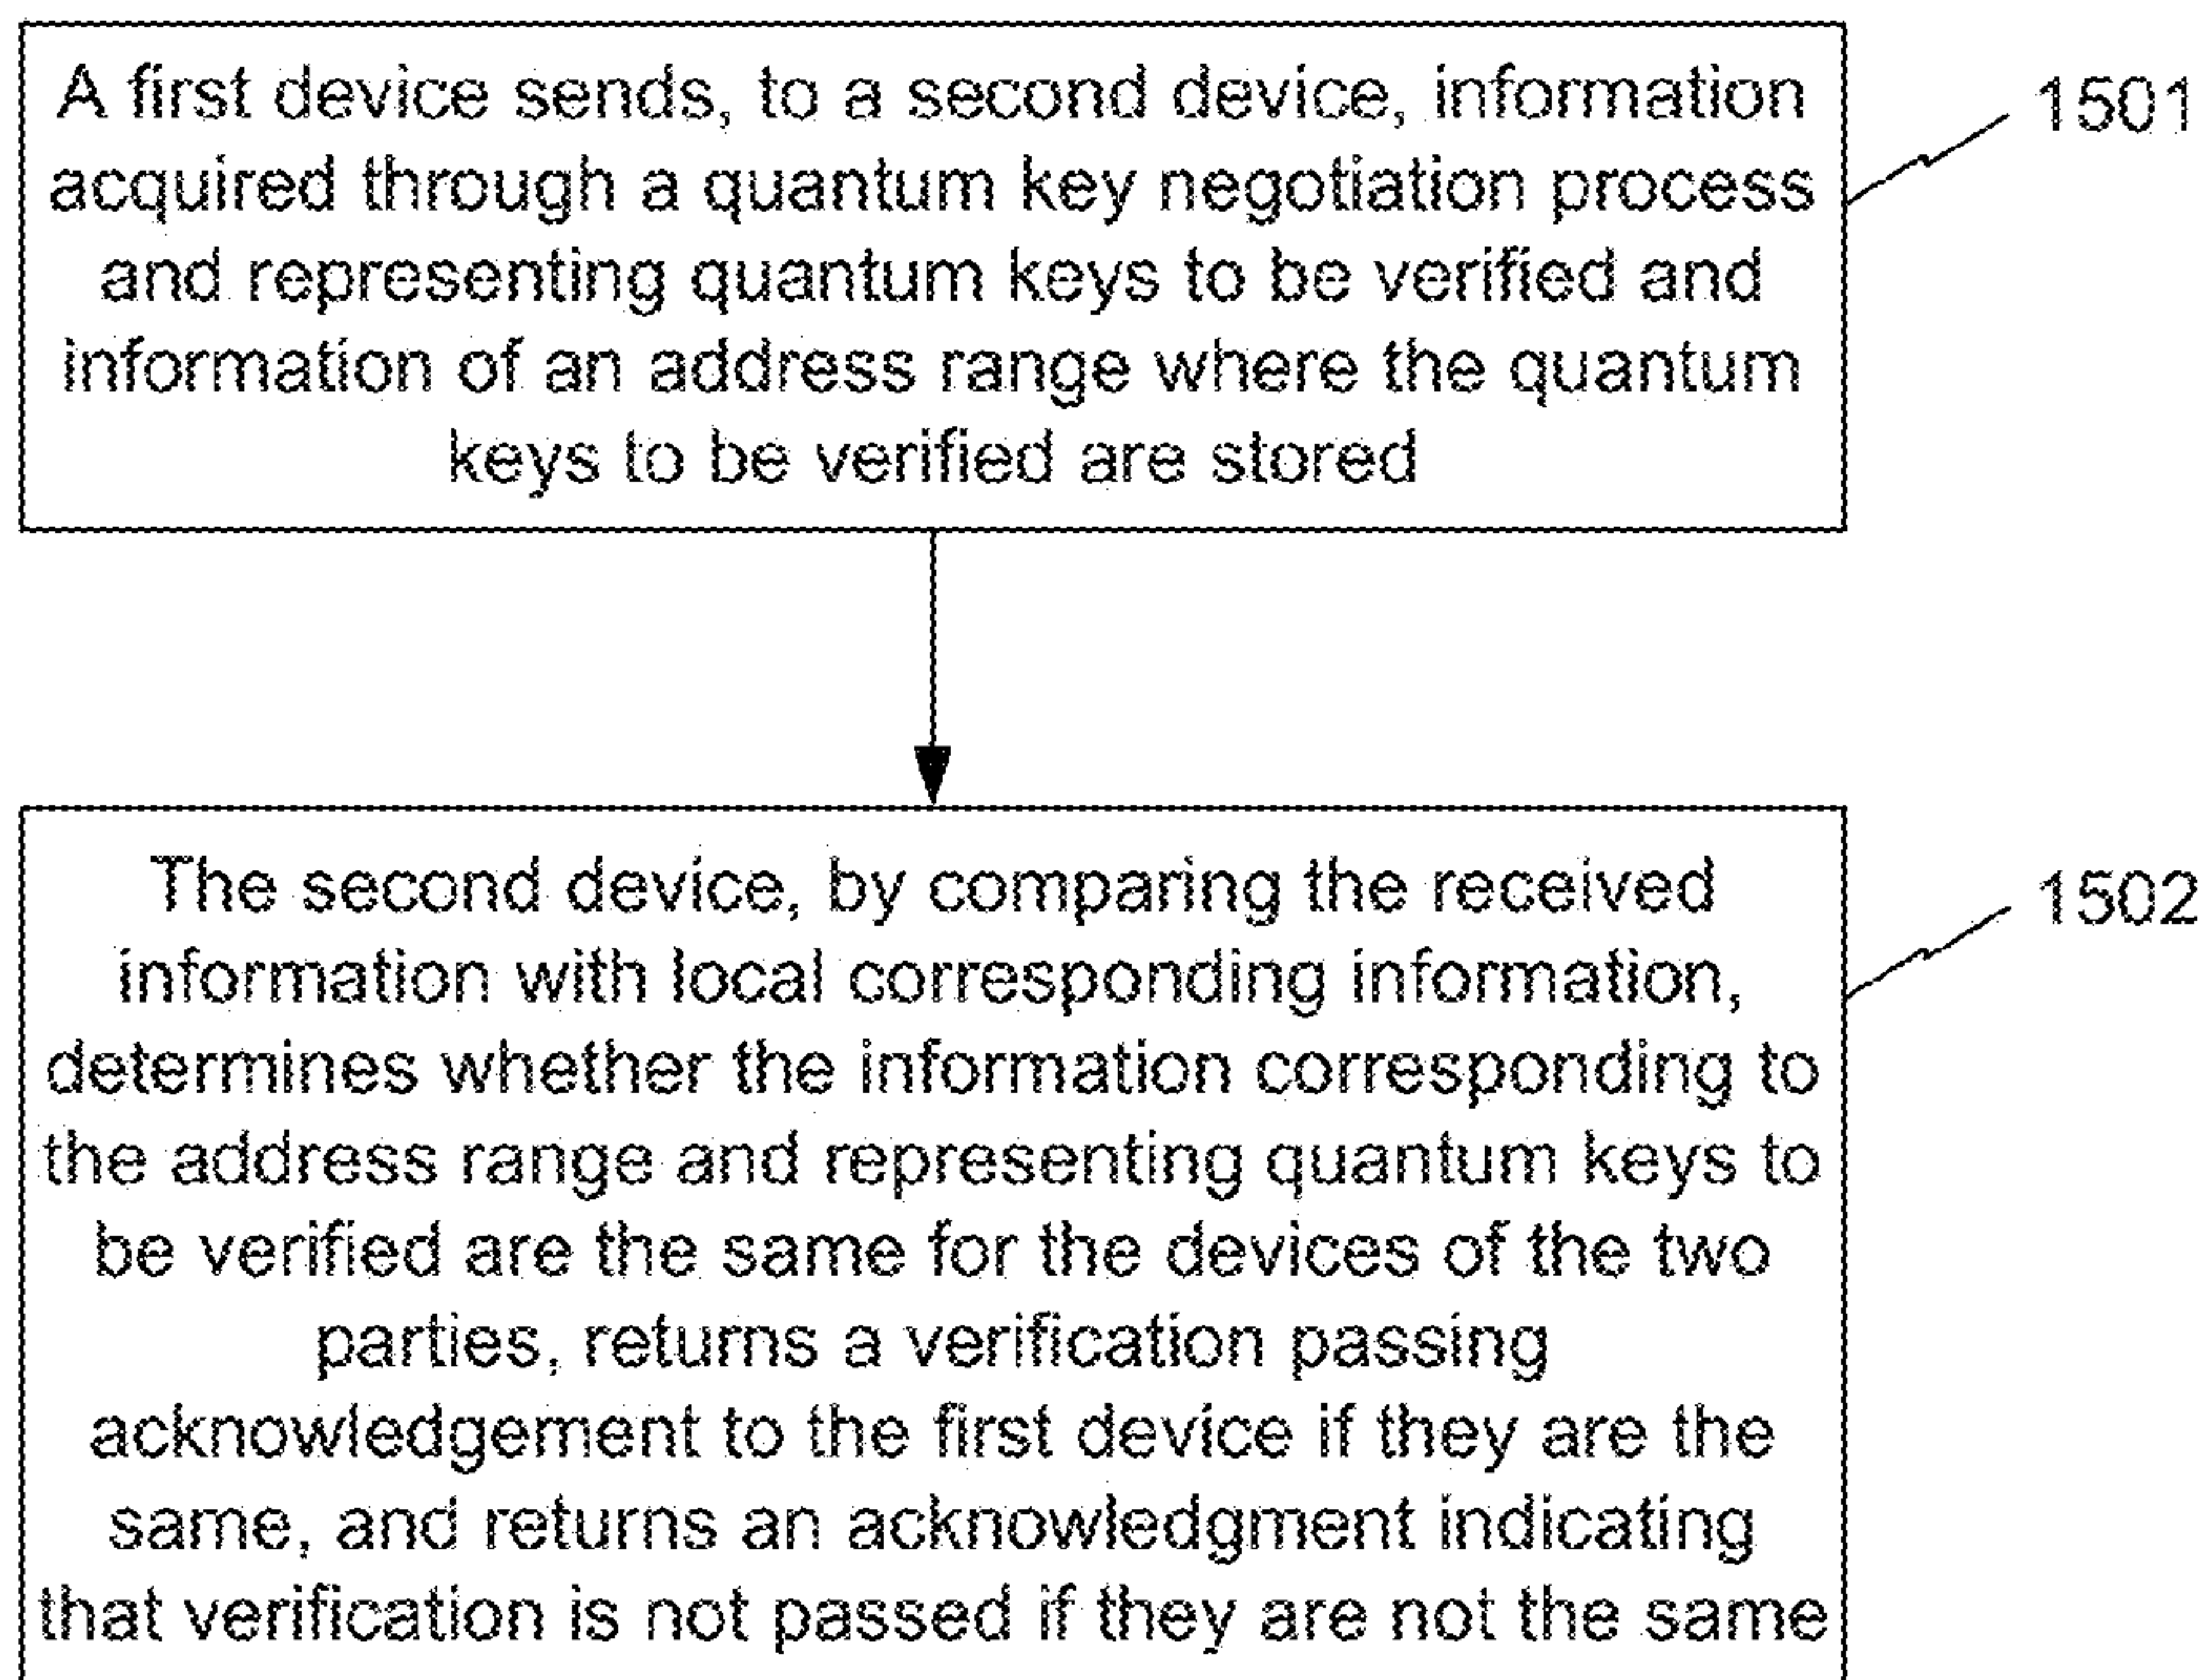 A first device sends, to a second device, information
acquired through a quantum key negotiation process
and representing quantum keys to be verified and
information of an address range where the quantum
keys to be verified are stored
1501
The second device, by comparing the received
information with local corresponding information,
determines whether the information corresponding to
the address range and representing quantum keys to
be verified are the same for the devices of the two
parties, returns a verification passing
acknowledgement to the first device if they are the
same, and returns an acknowledgment indicating
that verification is not passed if they are not the same
1502